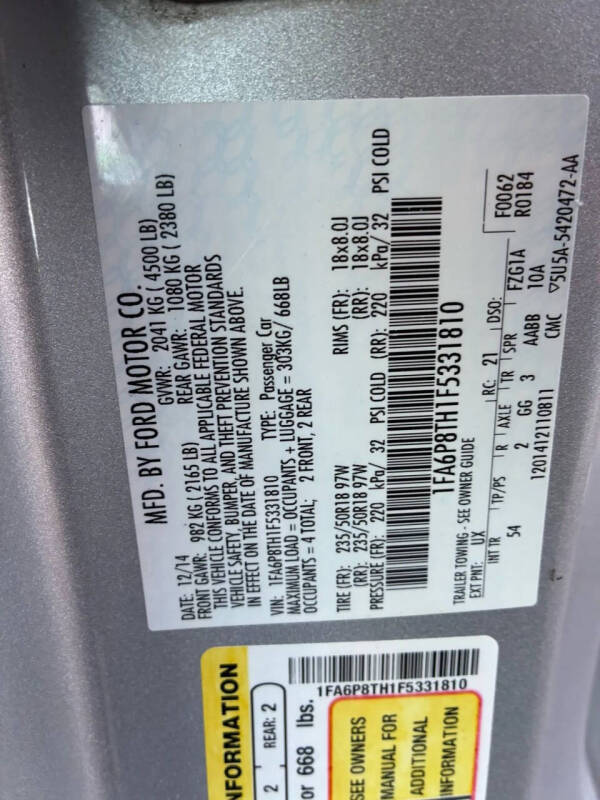 MFD. BY FORD MOTOR CO.
DATE: 12/14 GVWR: 2041 KG ( 4500 LB)
FRONT GAWR: 982 KG ( 2165 LB) REAR GAWR: 1080 KG ( 2380 LB)
THIS VEHICLE CONFORMS TO ALL APPLICABLE FEDERAL MOTOR
VEHICLE SAFETY, BUMPER, AND THEFT PREVENTION STANDARDS
IN EFFECT ON THE DATE OF MANUFACTURE SHOWN ABOVE.
VIN: 1FA6P8TH1F5331810 TYPE: Passenger Car
MAXIMUM LOAD = OCCUPANTS + LUGGAGE = 303KG/ 668LB
OCCUPANTS = 4 TOTAL; 2 FRONT, 2 REAR
TIRE (FR): 235/50R18 97W RIMS (FR): 18x8.0J
(RR): 235/50R18 97W (RR): 18x8.0J
PRESSURE (FR): 220 kPa/ 32 PSI COLD (RR): 220 kPa/ 32 PSI COLD
1FA6P8TH1F5331810
TRAILER TOWING - SEE OWNER GUIDE
EXT PNT: UX RC: 21 DSO: F0062
R0184
INT TR TP/PS R AXLE TR SPR FZG1A
54 2 GG 3 AABB 10A
1201412110811 CMC ▽5U5A-5420472-AA
NFORMATION
2 REAR: 2
or 668 lbs.
1FA6P8TH1F5331810
SEE OWNERS
MANUAL FOR
ADDITIONAL
INFORMATION